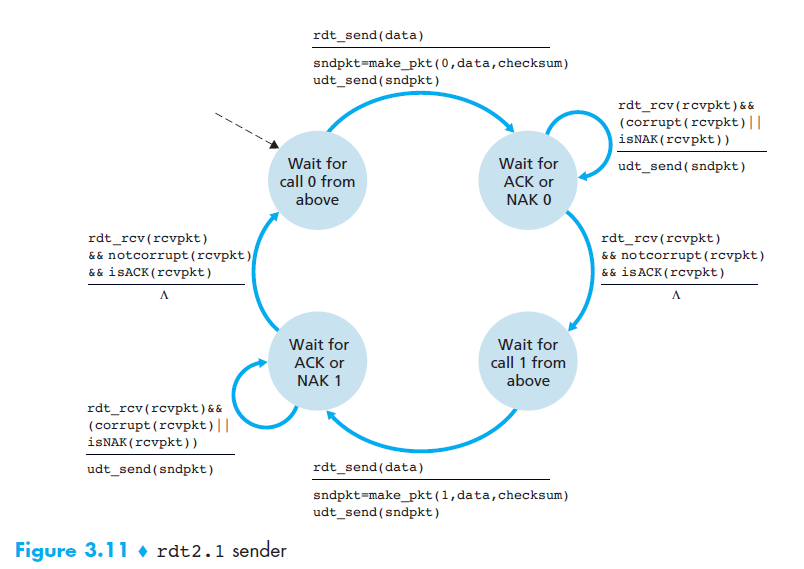 rdt_send(data)
sndpkt=make_pkt(0,data,checksum)
udt_send(sndpkt)
rdt_rcv(rcvpkt)&&
(corrupt(rcvpkt)||
isNAK(rcvpkt))
udt_send(sndpkt)
Wait for
call 0 from
above
Wait for
ACK or
NAK 0
rdt_rcv(rcvpkt)
&& notcorrupt(rcvpkt)
&& isACK(rcvpkt)
Λ
rdt_rcv(rcvpkt)
&& notcorrupt(rcvpkt)
&& isACK(rcvpkt)
Λ
Wait for
ACK or
NAK 1
Wait for
call 1 from
above
rdt_rcv(rcvpkt)&&
(corrupt(rcvpkt)||
isNAK(rcvpkt))
udt_send(sndpkt)
rdt_send(data)
sndpkt=make_pkt(1,data,checksum)
udt_send(sndpkt)
Figure 3.11 ♦ rdt2.1 sender